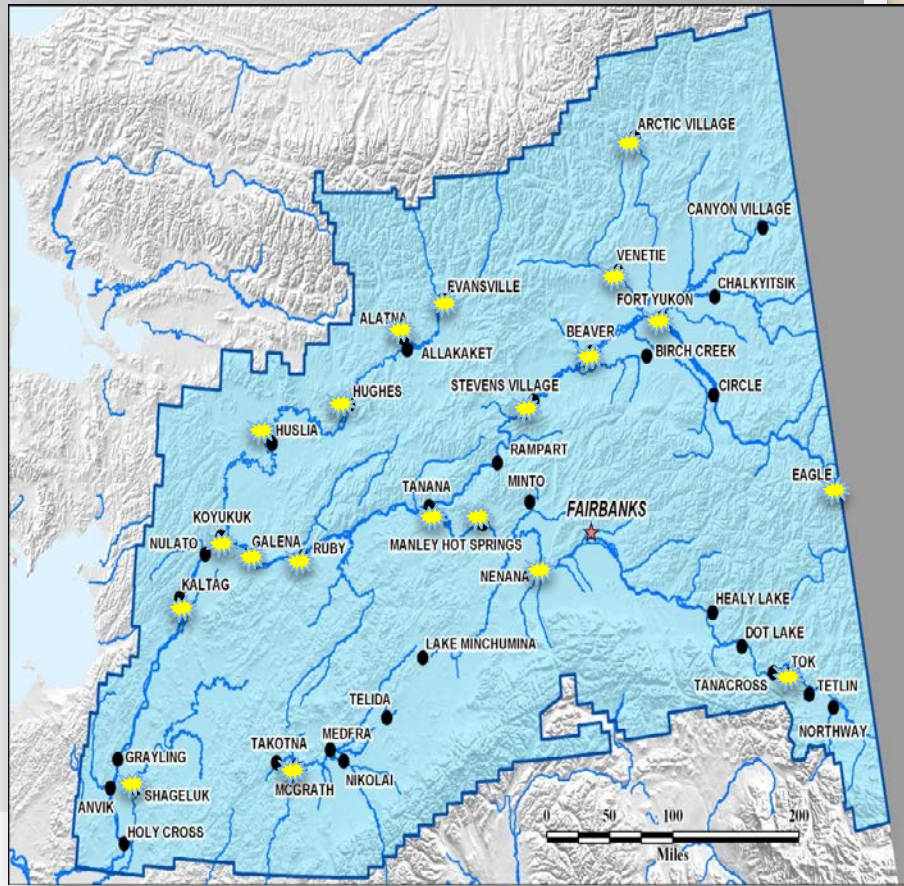 ARCTIC VILLAGE
CANYON VILLAGE
VENETIE
EVANSVILLE
CHALKYITSIK
FORT YUKON
ALATNA
BEAVER
ALLAKAKET
BIRCH CREEK
HUGHES
STEVENS VILLAGE
CIRCLE
HUSLIA
RAMPART
EAGLE
TANANA
MINTO
FAIRBANKS
KOYUKUK
GALENA
MANLEY HOT SPRINGS
NULATO
RUBY
NENANA
KALTAG
HEALY LAKE
DOT LAKE
LAKE MINCHUMINA
TOK
TANACROSS
TETLIN
TELIDA
NORTHWAY
MEDFRA
TAKOTNA
GRAYLING
NIKOLAI
MCGRATH
ANVIK
SHAGELUK
HOLY CROSS
0 50 100 200
Miles